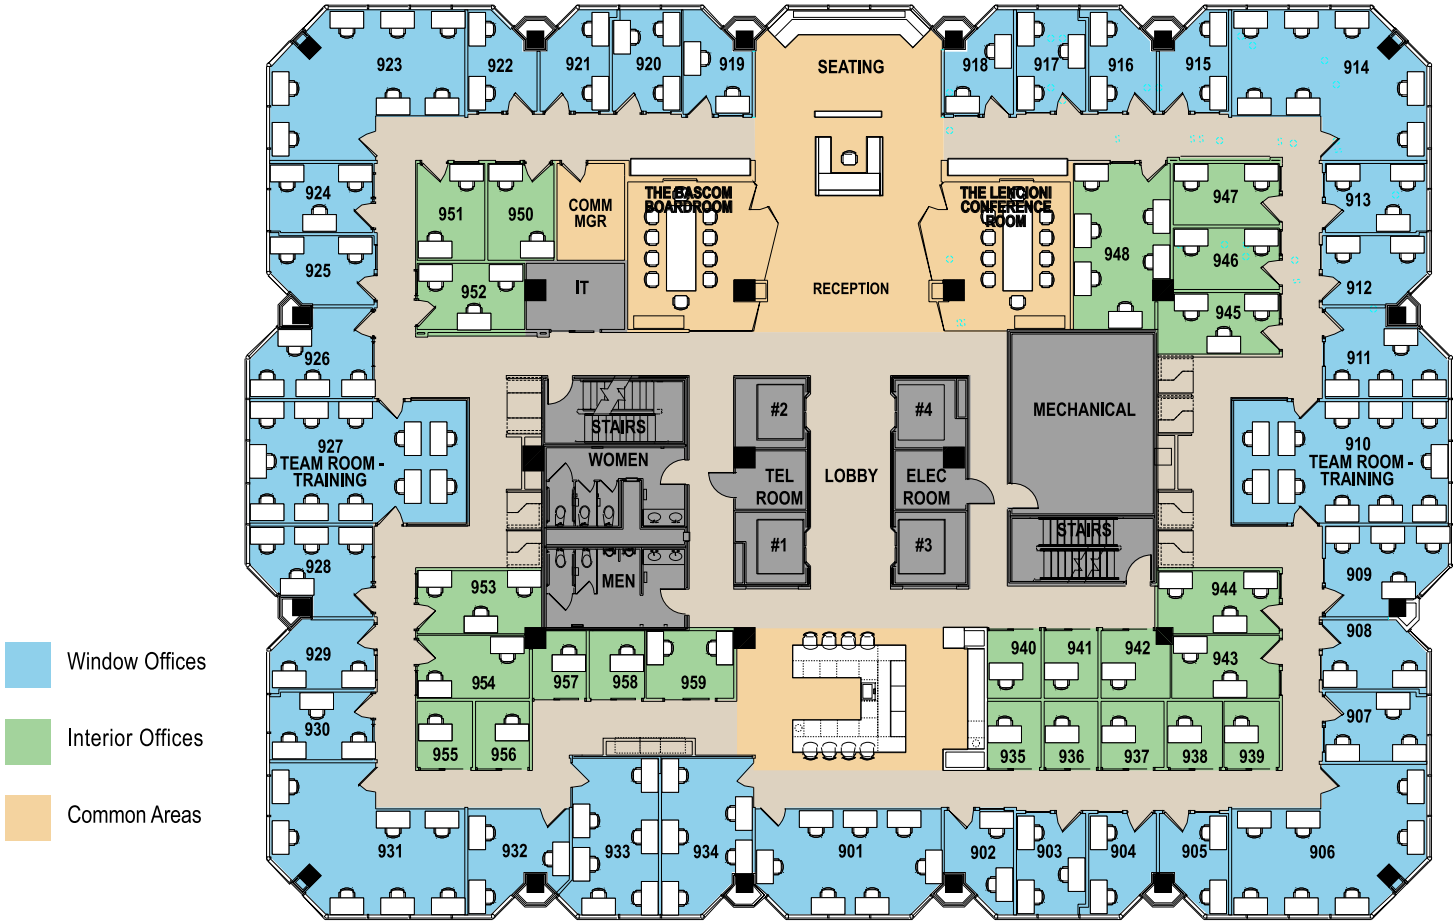 SEATING
923
922
921
920
919
918
917
916
915
914
924
951
950
COMM
MGR
THE BASCOM
BOARDROOM
THE LENCIONI
CONFERENCE
ROOM
948
947
913
925
952
IT
RECEPTION
946
945
912
926
911
#2
#4
MECHANICAL
STAIRS
927
TEAM ROOM -
TRAINING
WOMEN
TEL
ROOM
LOBBY
ELEC
ROOM
910
TEAM ROOM -
TRAINING
STAIRS
#1
#3
928
MEN
909
953
944
908
929
954
957
958
959
940
941
942
943
930
955
956
935
936
937
938
939
907
931
932
933
934
901
902
903
904
905
906
Window Offices
Interior Offices
Common Areas